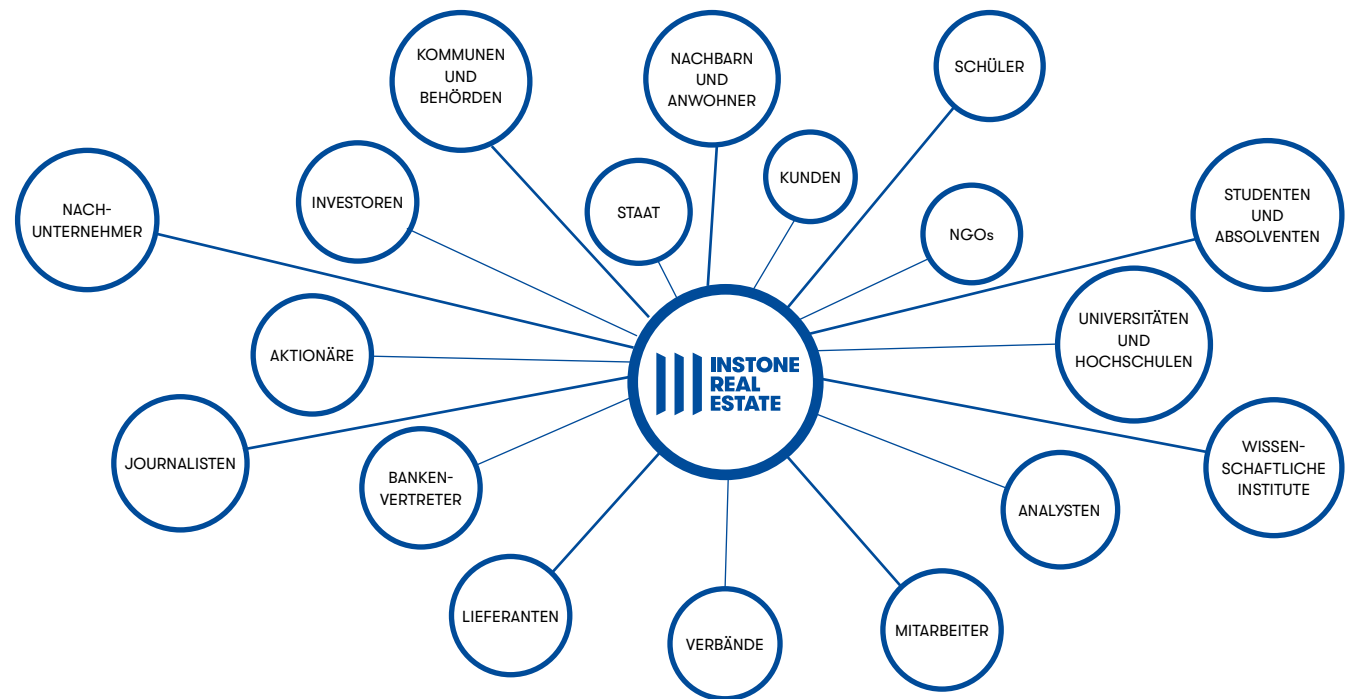 KOMMUNEN
UND
BEHÖRDEN
NACHBARN
UND
ANWOHNER
SCHÜLER
KUNDEN
INVESTOREN
STAAT
NACH-
UNTERNEHMER
NGOs
STUDENTEN
UND
ABSOLVENTEN
UNIVERSITÄTEN
UND
HOCHSCHULEN
AKTIONÄRE
INSTONE
REAL
ESTATE
JOURNALISTEN
BANKEN-
VERTRETER
WISSEN-
SCHAFTLICHE
INSTITUTE
ANALYSTEN
LIEFERANTEN
VERBÄNDE
MITARBEITER